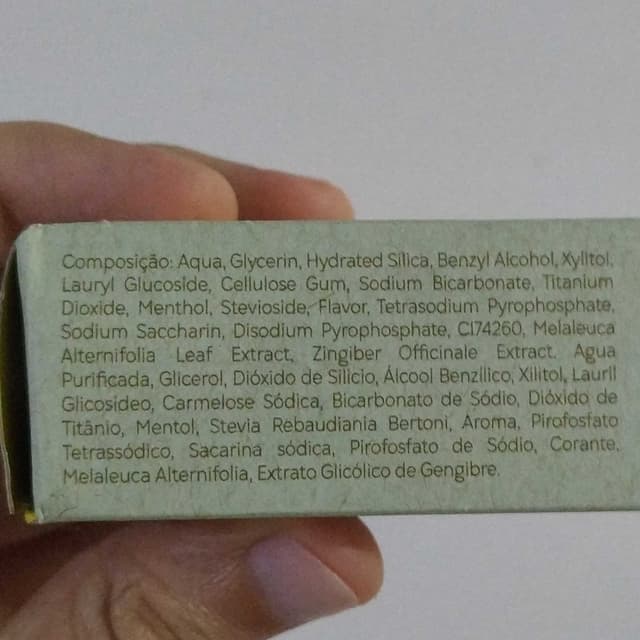 Composição: Aqua, Glycerin, Hydrated Silica, Benzyl Alcohol, Xylitol,
Lauryl Glucoside, Cellulose Gum, Sodium Bicarbonate, Titanium
Dioxide, Menthol, Stevioside, Flavor, Tetrasodium Pyrophosphate,
Sodium Saccharin, Disodium Pyrophosphate, CI74260, Melaleuca
Alternifolia Leaf Extract, Zingiber Officinale Extract. Agua
Purificada, Glicerol, Dióxido de Silicio, Álcool Benzílico, Xilitol, Lauril
Glicosideo, Carmelose Sódica, Bicarbonato de Sódio, Dióxido de
Titânio, Mentol, Stevia Rebaudiania Bertoni, Aroma, Pirofosfato
Tetrassódico, Sacarina sódica, Pirofosfato de Sódio, Corante,
Melaleuca Alternifolia, Extrato Glicólico de Gengibre.